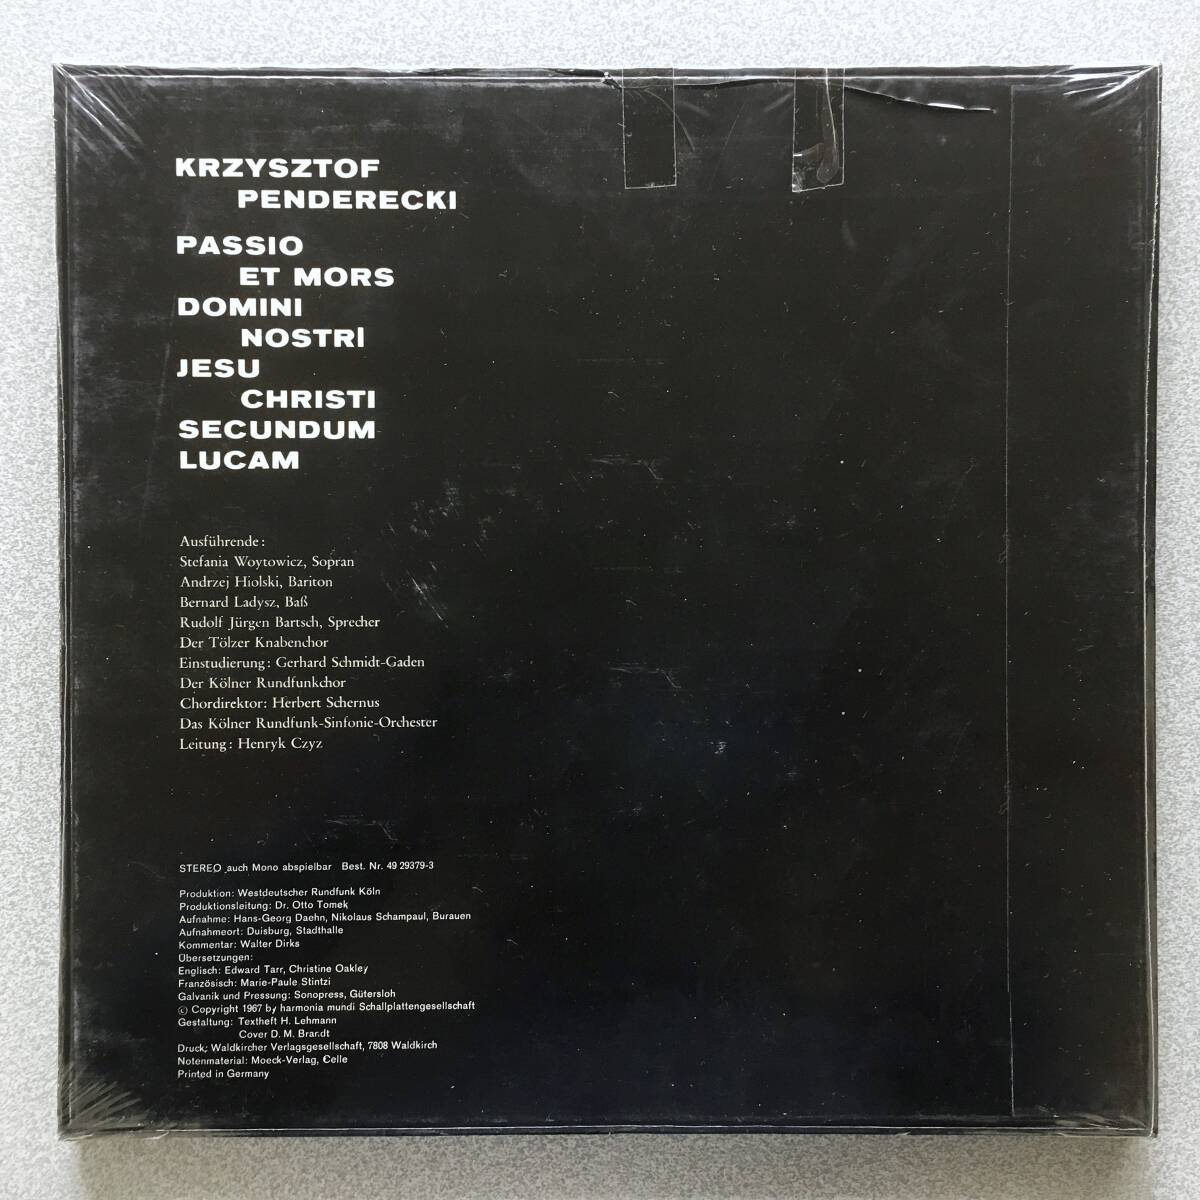 KRZYSZTOF
PENDERECKI
PASSIO
ET MORS
DOMINI
NOSTRI
JESU
CHRISTI
SECUNDUM
LUCAM
Ausführende:
Stefania Woytowicz, Sopran
Andrzej Hiolski, Bariton
Bernard Ladysz, Baß
Rudolf Jürgen Bartsch, Sprecher
Der Tölzer Knabenchor
Einstudierung: Gerhard Schmidt-Gaden
Der Kölner Rundfunkchor
Chordirektor: Herbert Schernus
Das Kölner Rundfunk-Sinfonie-Orchester
Leitung: Henryk Czyz
STEREO auch Mono abspielbar Best. Nr. 49 29379-3
Produktion: Westdeutscher Rundfunk Köln
Produktionsleitung: Dr. Otto Tomek
Aufnahme: Hans-Georg Daehn, Nikolaus Schampaul, Burauen
Aufnahmeort: Duisburg, Stadthalle
Kommentar: Walter Dirks
Übersetzungen:
Englisch: Edward Tarr, Christine Oakley
Französisch: Marie-Paule Stintzi
Galvanik und Pressung: Sonopress, Gütersloh
© Copyright 1967 by harmonia mundi Schallplattengesellschaft
Gestaltung: Textheft H. Lehmann
Cover D. M. Brandt
Druck: Waldkircher Verlagsgesellschaft, 7808 Waldkirch
Notenmaterial: Moeck-Verlag, Celle
Printed in Germany